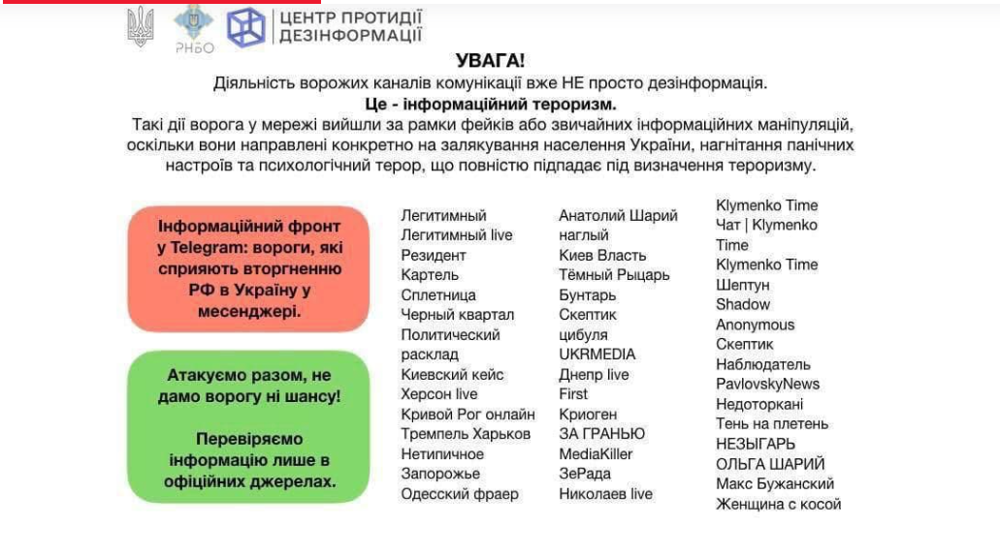 РНБО
ЦЕНТР ПРОТИДІЇ
ДЕЗІНФОРМАЦІЇ
УВАГА!
Діяльність ворожих каналів комунікації вже НЕ просто дезінформація.
Це - інформаційний тероризм.
Такі дії ворога у мережі вийшли за рамки фейків або звичайних інформаційних маніпуляцій,
оскільки вони направлені конкретно на залякування населення України, нагнітання панічних
настроїв та психологічний терор, що повністю підпадає під визначення тероризму.
Інформаційний фронт
у Telegram: вороги, які
сприяють вторгненню
РФ в Україну у
месенджері.
Атакуємо разом, не
дамо ворогу ні шансу!
Перевіряємо
інформацію лише в
офіційних джерелах.
Легитимный
Легитимный live
Резидент
Картель
Сплетница
Черный квартал
Политический
расклад
Киевский кейс
Херсон live
Кривой Рог онлайн
Тремпель Харьков
Нетипичное
Запорожье
Одесский фраер
Анатолий Шарий
наглый
Киев Власть
Тёмный Рыцарь
Бунтарь
Скептик
цибуля
UKRMEDIA
Днепр live
First
Криоген
ЗА ГРАНЬЮ
MediaKiller
ЗеРада
Николаев live
Klymenko Time
Чат | Klymenko
Time
Klymenko Time
Шептун
Shadow
Anonymous
Скептик
Наблюдатель
PavlovskyNews
Недоторкані
Тень на плетень
НЕЗЫГАРЬ
ОЛЬГА ШАРИЙ
Макс Бужанский
Женщина с косой